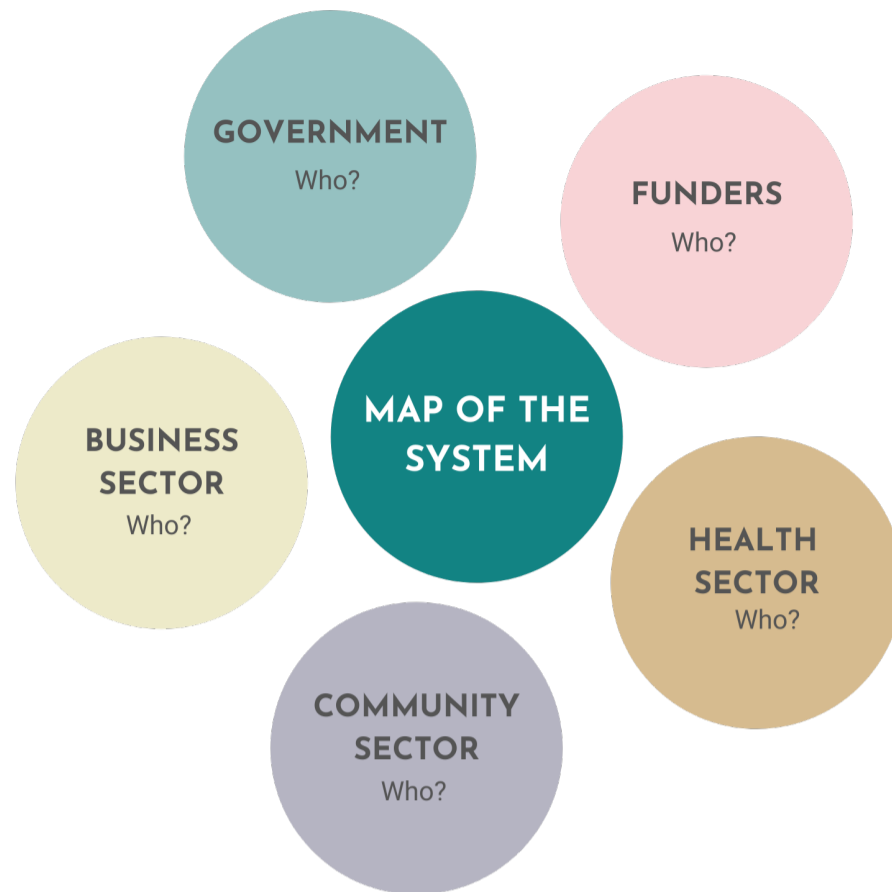 GOVERNMENT
Who?
FUNDERS
Who?
MAP OF THE
SYSTEM
BUSINESS
SECTOR
Who?
HEALTH
SECTOR
Who?
COMMUNITY
SECTOR
Who?